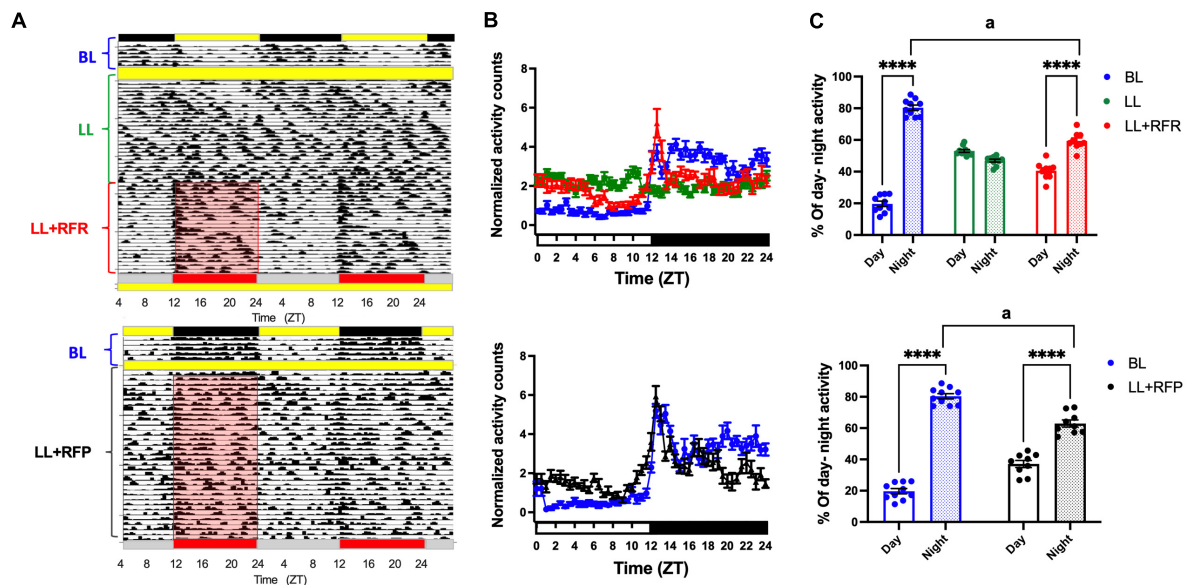 A
BL
LL
LL+RFR
4 8 12 16 20 24 4 8 12 16 20 24
Time (ZT)
BL
LL+RFP
4 8 12 16 20 24 4 8 12 16 20 24
Time (ZT)
B
Normalized activity counts
8
6
4
2
0
0 2 4 6 8 10 12 14 16 18 20 22 24
Time (ZT)
Normalized activity counts
8
6
4
2
0
0 2 4 6 8 10 12 14 16 18 20 22 24
Time (ZT)
C
a
**** ****
BL
LL
LL+RFR
% Of day- night activity
100
80
60
40
20
0
Day Night Day Night Day Night
a
**** ****
BL
LL+RFP
% Of day- night activity
100
80
60
40
20
0
Day Night Day Night